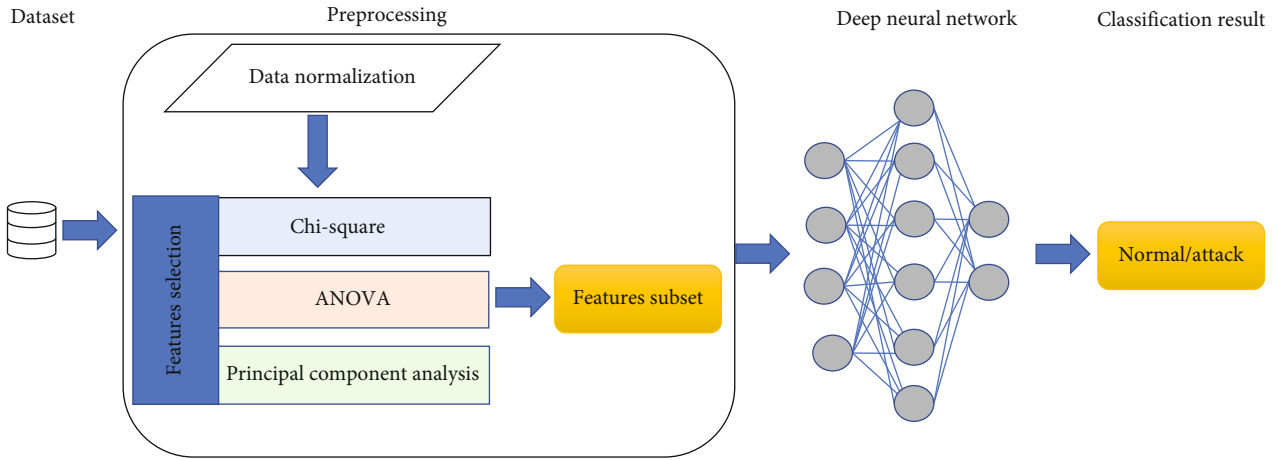 Dataset
Preprocessing
Deep neural network
Classification result
Data normalization
Features selection
Chi-square
ANOVA
Principal component analysis
Features subset
Normal/attack